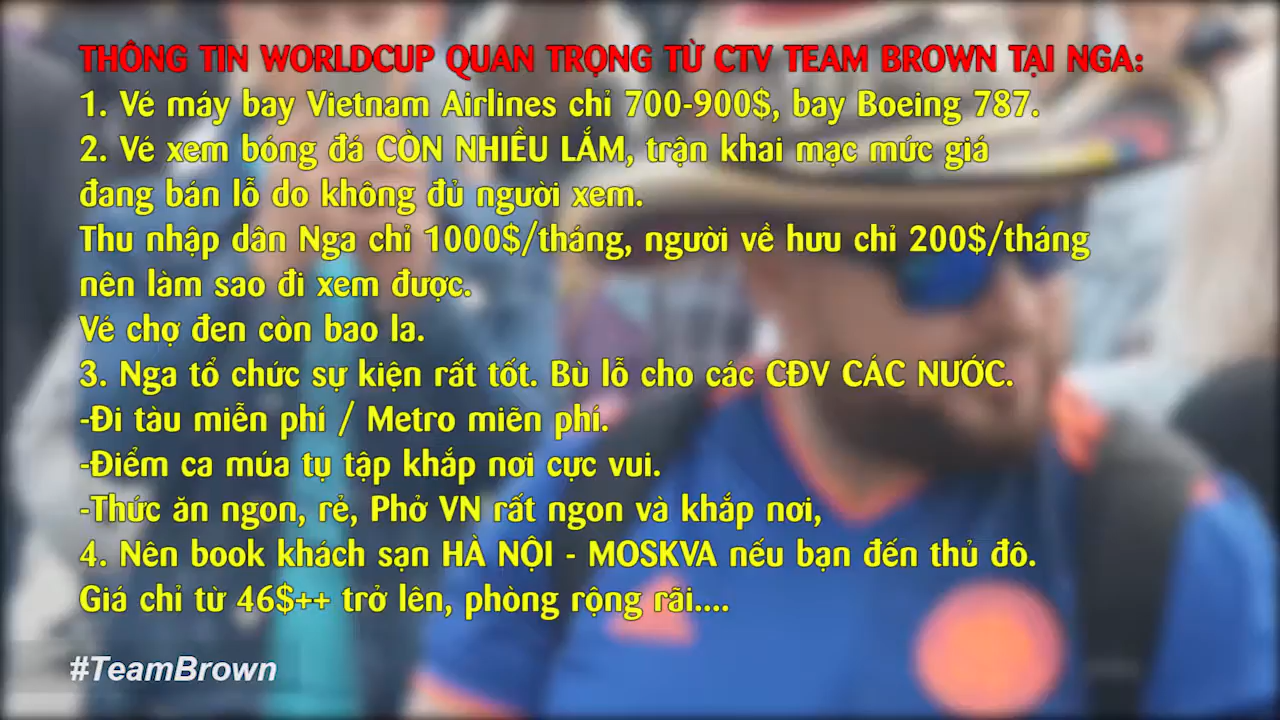 THÔNG TIN WORLDCUP QUAN TRỌNG TỪ CTV TEAM BROWN TẠI NGA:
1. Vé máy bay Vietnam Airlines chỉ 700-900$, bay Boeing 787.
2. Vé xem bóng đá CÒN NHIỀU LẮM, trận khai mạc mức giá
đang bán lỗ do không đủ người xem.
Thu nhập dân Nga chỉ 1000$/tháng, người về hưu chỉ 200$/tháng
nên làm sao đi xem được.
Vé chợ đen còn bao la.
3. Nga tổ chức sự kiện rất tốt. Bù lỗ cho các CĐV CÁC NƯỚC.
-Đi tàu miễn phí / Metro miẽn phí.
-Điểm ca múa tụ tập khắp nơi cực vui.
-Thức ăn ngon, rẻ, Phở VN rất ngon và khắp nơi,
4. Nên book khách sạn HÀ NỘI - MOSKVA nếu bạn đến thủ đô.
Giá chỉ từ 46$++ trở lên, phòng rộng rãi....
#TeamBrown